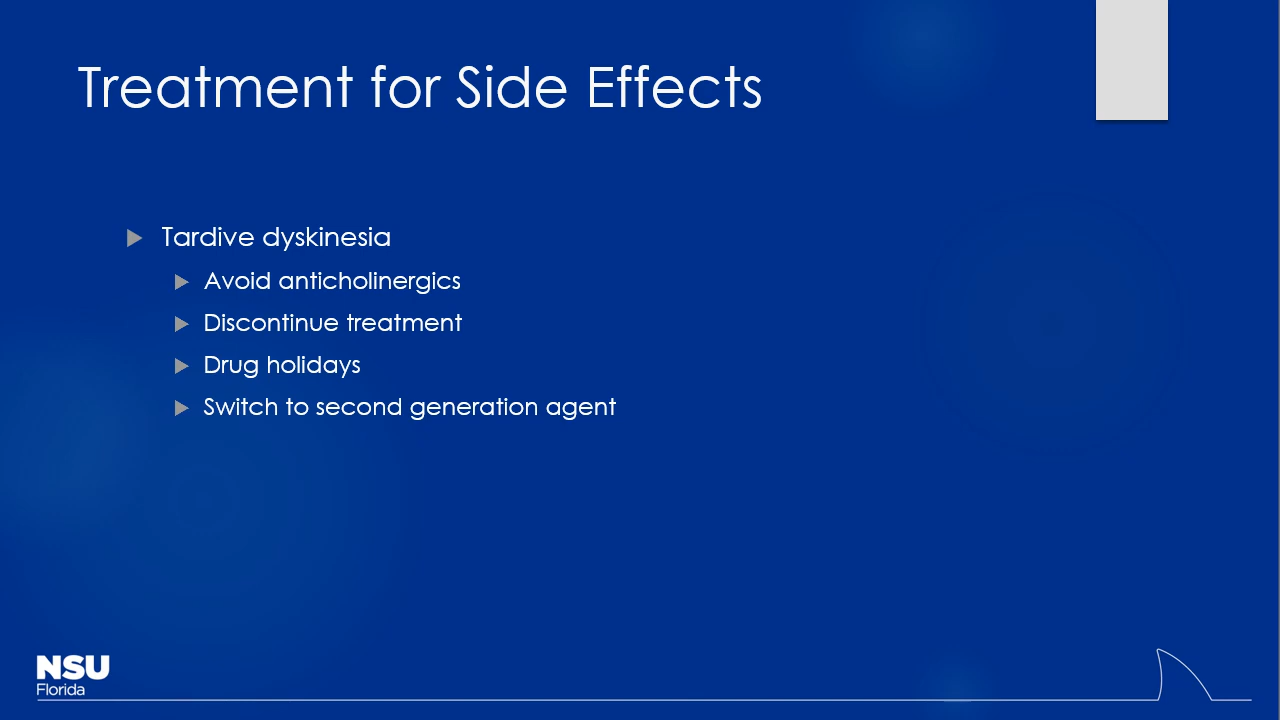 Treatment for Side Effects
Tardive dyskinesia
Avoid anticholinergics
Discontinue treatment
Drug holidays
Switch to second generation agent
NSU
Florida